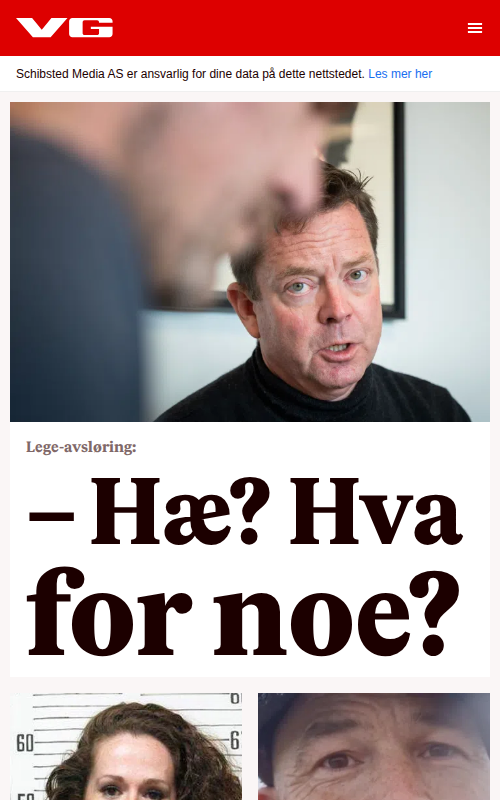 VG
Schibsted Media AS er ansvarlig for dine data på dette nettstedet. Les mer her
Lege-avsløring:
– Hæ? Hva
for noe?
60